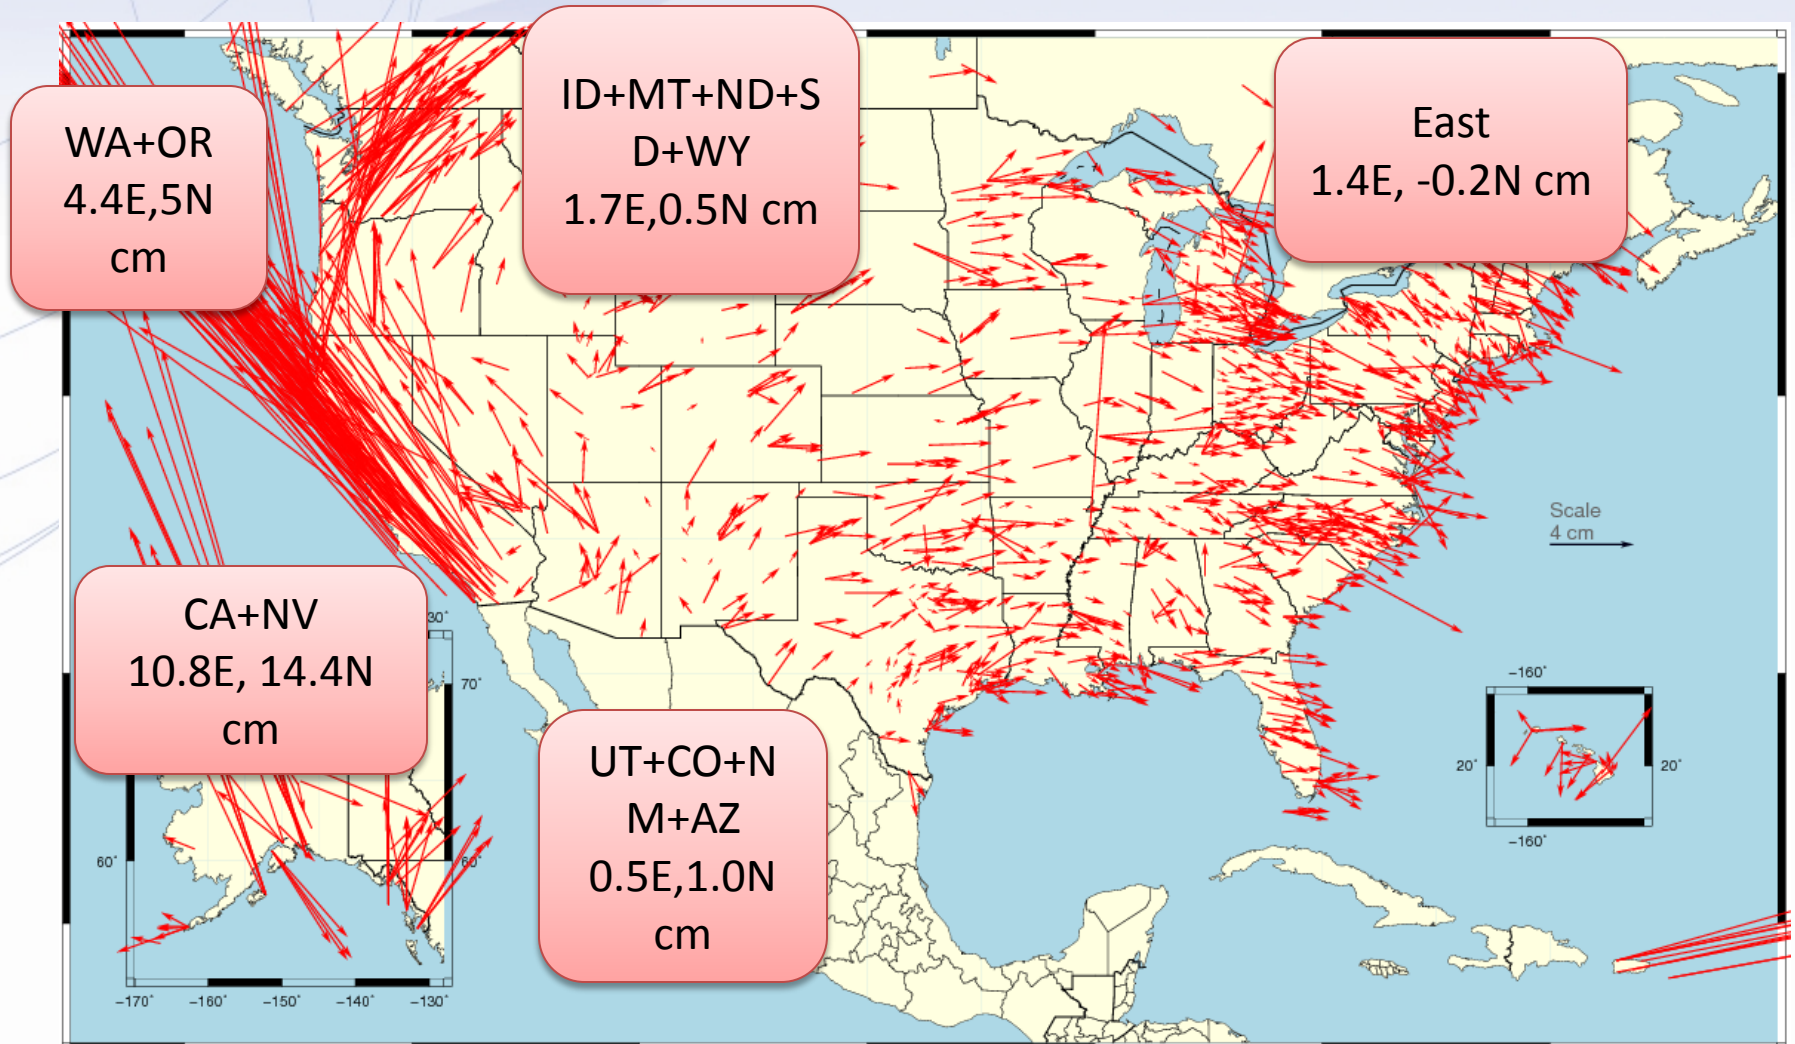 ID+MT+ND+S
D+WY
1.7E,0.5N cm
East
1.4E, -0.2N cm
WA+OR
4.4E,5N
cm
Scale
4 cm
CA+NV
10.8E, 14.4N
cm
30°
70°
60°
60°
−170°
−160°
−150°
−140°
−130°
UT+CO+N
M+AZ
0.5E,1.0N
cm
−160°
20°
20°
−160°